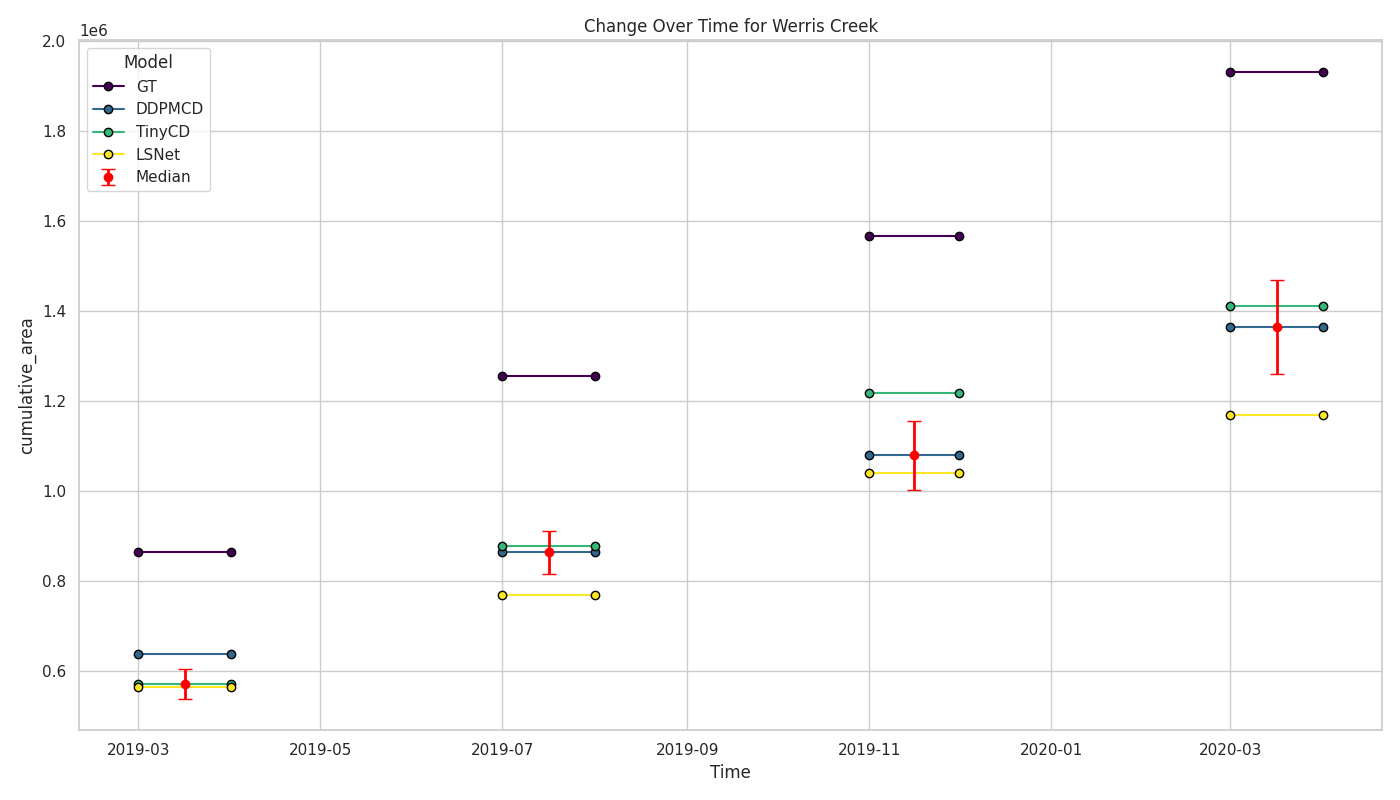 Change Over Time for Werris Creek
1e6
2.0
1.8
1.6
1.4
1.2
1.0
0.8
0.6
cumulative_area
Model
GT
DDPMCD
TinyCD
LSNet
Median
2019-03 2019-05 2019-07 2019-09 2019-11 2020-01 2020-03
Time